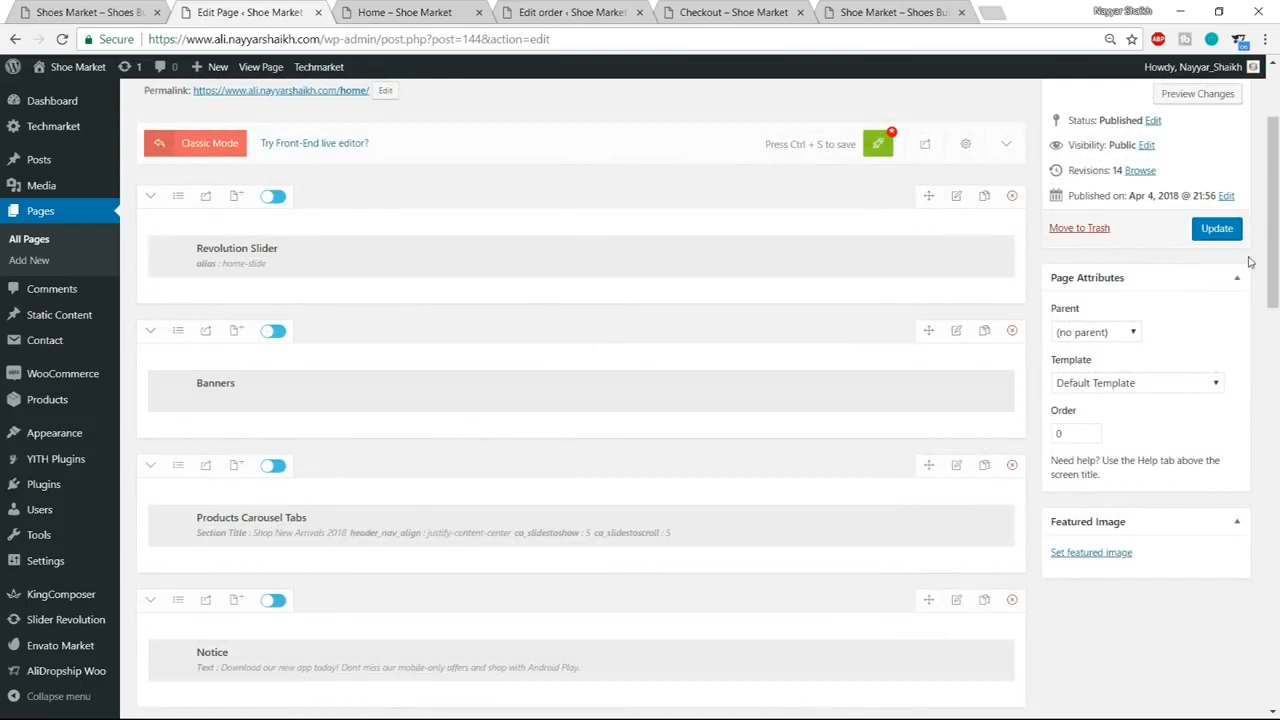 Shoes Market – Shoes Bu
Edit Page ‹ Shoe Market
Home – Shoe Market
Edit order ‹ Shoe Market
Checkout – Shoe Market
Shoe Market – Shoes Bu
Nayyar Shaikh
Secure
https://www.ali.nayyarshaikh.com/wp-admin/post.php?post=144&action=edit
ABP
Shoe Market
1
0
New
View Page
Techmarket
Howdy, Nayyar_Shaikh
Dashboard
Techmarket
Posts
Media
Pages
All Pages
Add New
Comments
Static Content
Contact
WooCommerce
Products
Appearance
YITH Plugins
Plugins
Users
Tools
Settings
KingComposer
Slider Revolution
Envato Market
AliDropship Woo
Collapse menu
Permalink: https://www.ali.nayyarshaikh.com/home/ Edit
Classic Mode
Try Front-End live editor?
Press Ctrl + S to save
Revolution Slider
alias : home-slide
Banners
Products Carousel Tabs
Section Title : Shop New Arrivals 2018 header_nav_align : justify-content-center ca_slidestoshow : 5 ca_slidestoscroll : 5
Notice
Text : Download our new app today! Dont miss our mobile-only offers and shop with Android Play.
Preview Changes
Status: Published Edit
Visibility: Public Edit
Revisions: 14 Browse
Published on: Apr 4, 2018 @ 21:56 Edit
Move to Trash
Update
Page Attributes
Parent
(no parent)
Template
Default Template
Order
0
Need help? Use the Help tab above the
screen title.
Featured Image
Set featured image